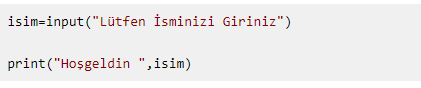 isim=input("Lütfen İsminizi Giriniz")
print("Hoşgeldin ",isim)